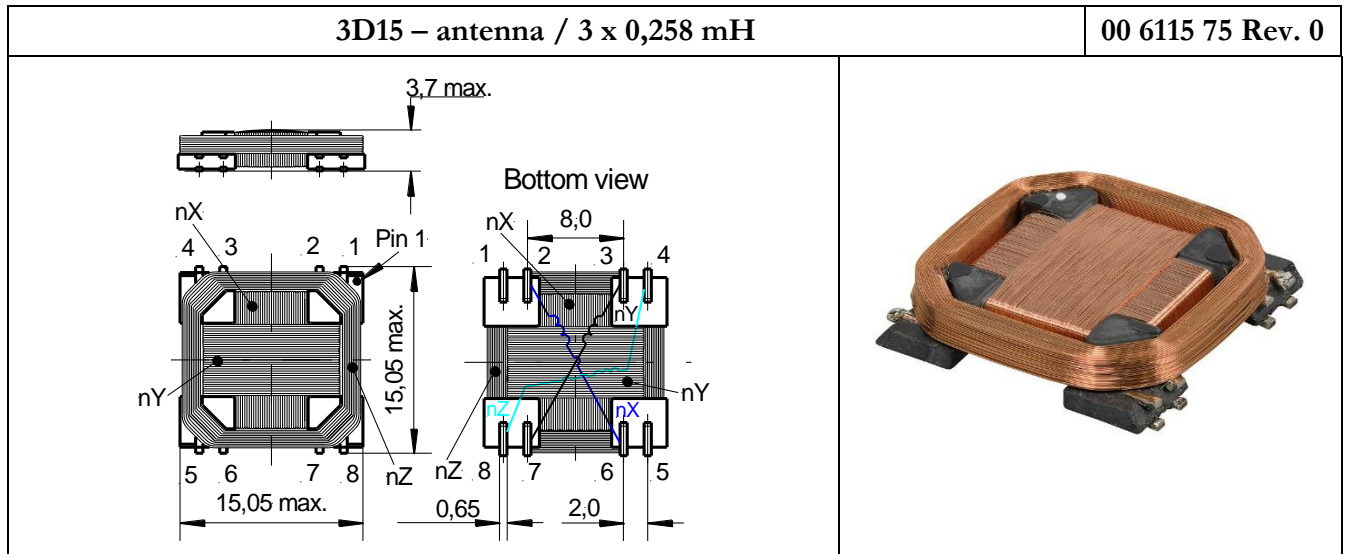 3D15 – antenna / 3 x 0,258 mH
00 6115 75 Rev. 0
3,7 max.
Bottom view
nX
4 3 2 1 Pin 1
nY
15,05 max.
5 6 7 8 nZ
15,05 max.
nX 8,0
1 2 3 4
nY
nY
nZ nX
nZ 8 7 6 5
0,65 2,0